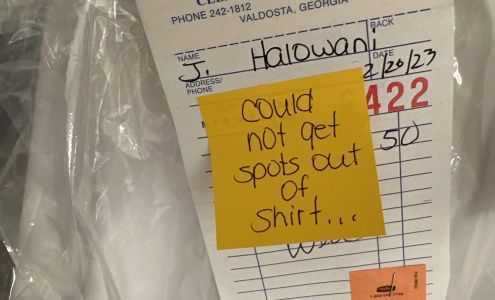 PHONE 242-1812
VALDOSTA, GEORGIA
RACK
NAME
J. Halowani
DATE
2/20/23
ADDRESS/
PHONE
422
50
could
not get
spots out
of
shirt...